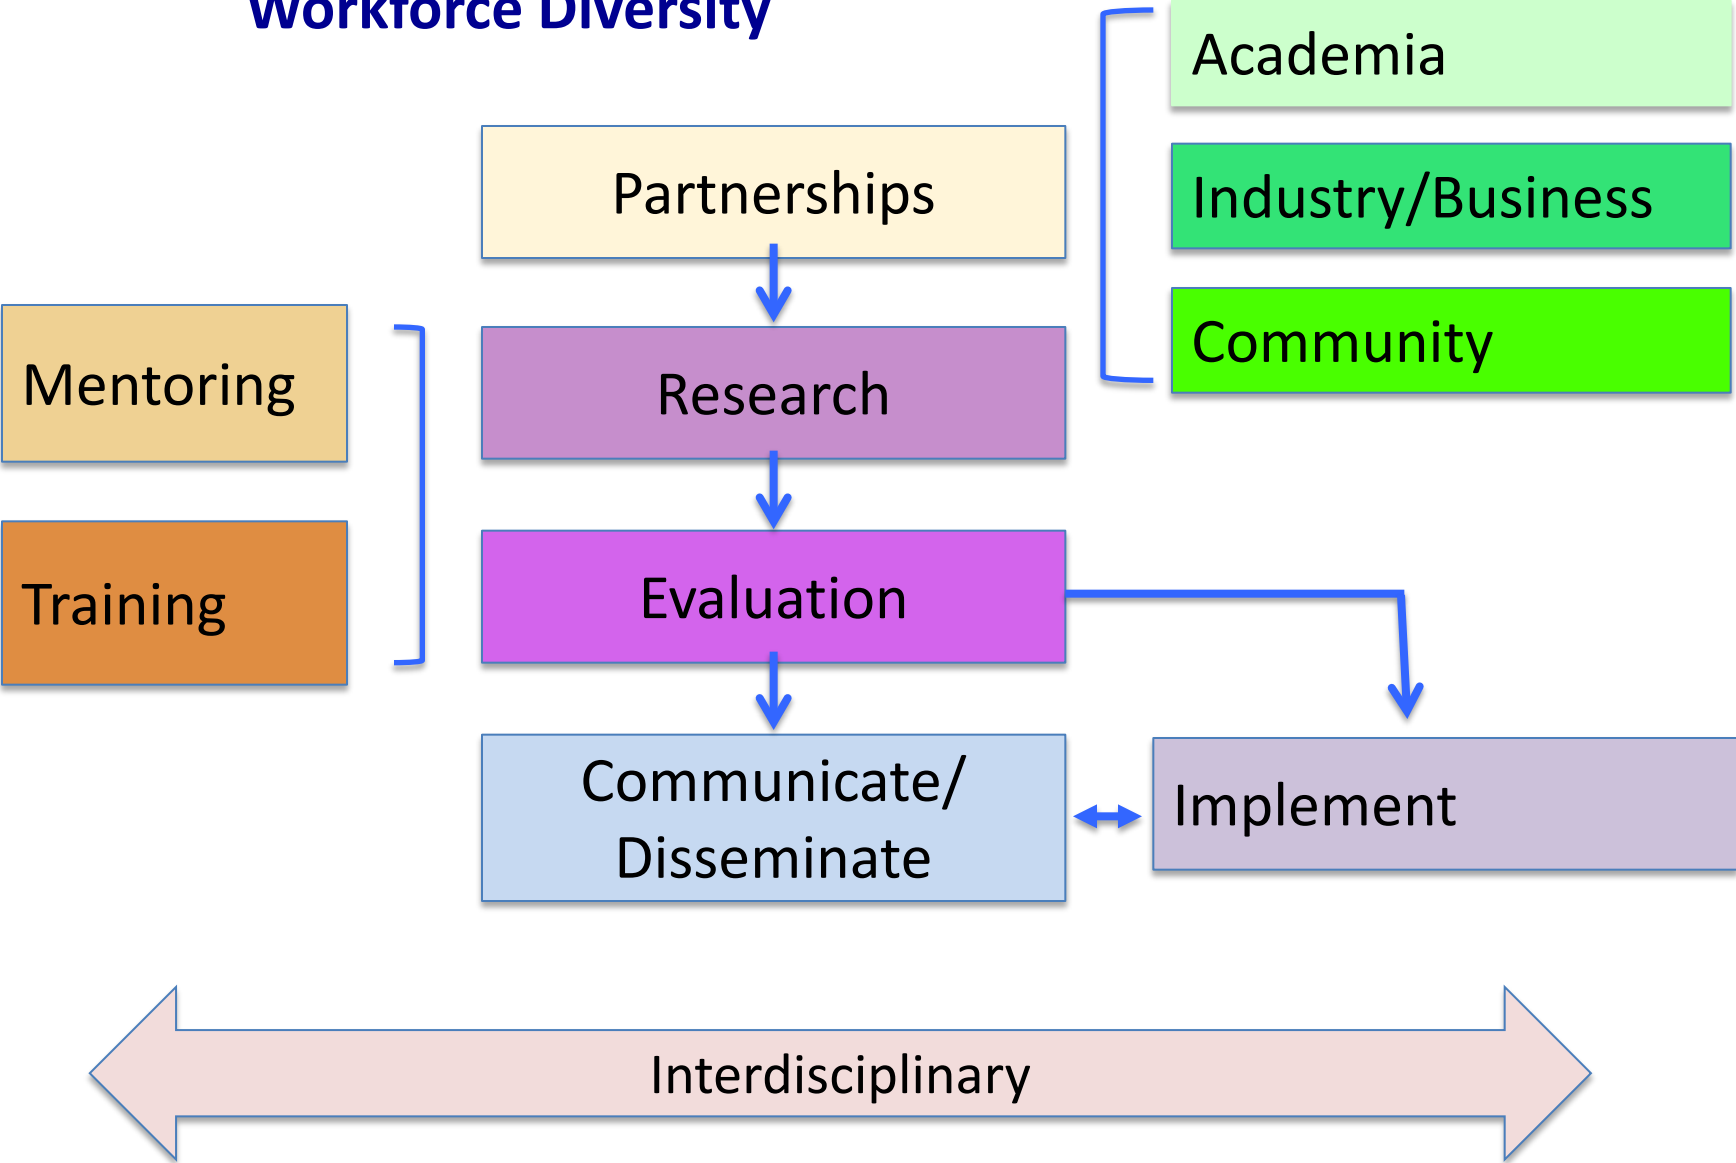 Workforce Diversity
Academia
Partnerships
Industry/Business
Community
Mentoring
Research
Training
Evaluation
Communicate/
Disseminate
Implement
Interdisciplinary